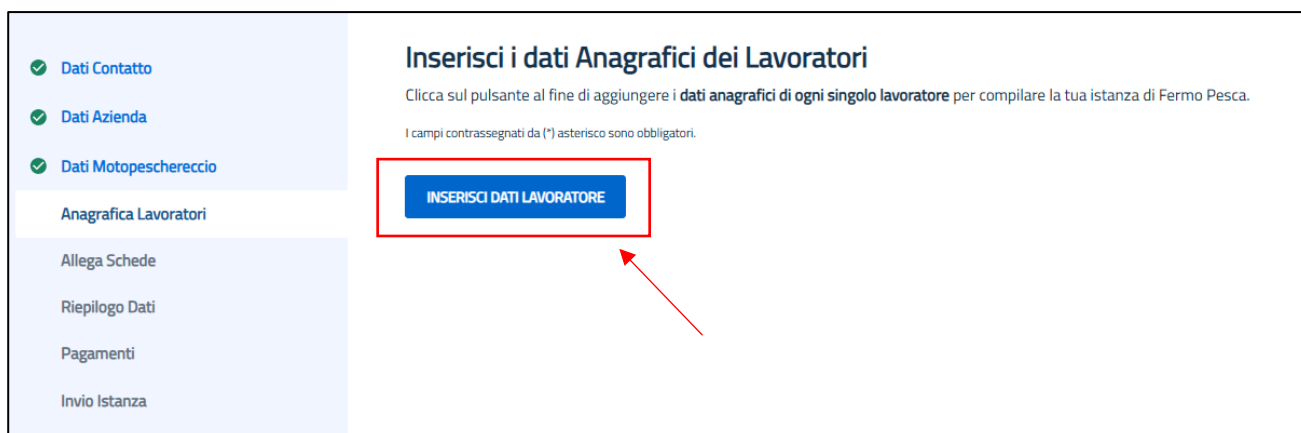 Dati Contatto
Dati Azienda
Dati Motopeschereccio
Anagrafica Lavoratori
Allega Schede
Riepilogo Dati
Pagamenti
Invio Istanza
Inserisci i dati Anagrafici dei Lavoratori
Clicca sul pulsante al fine di aggiungere i dati anagrafici di ogni singolo lavoratore per compilare la tua istanza di Fermo Pesca.
I campi contrassegnati da (*) asterisco sono obbligatori.
INSERISCI DATI LAVORATORE